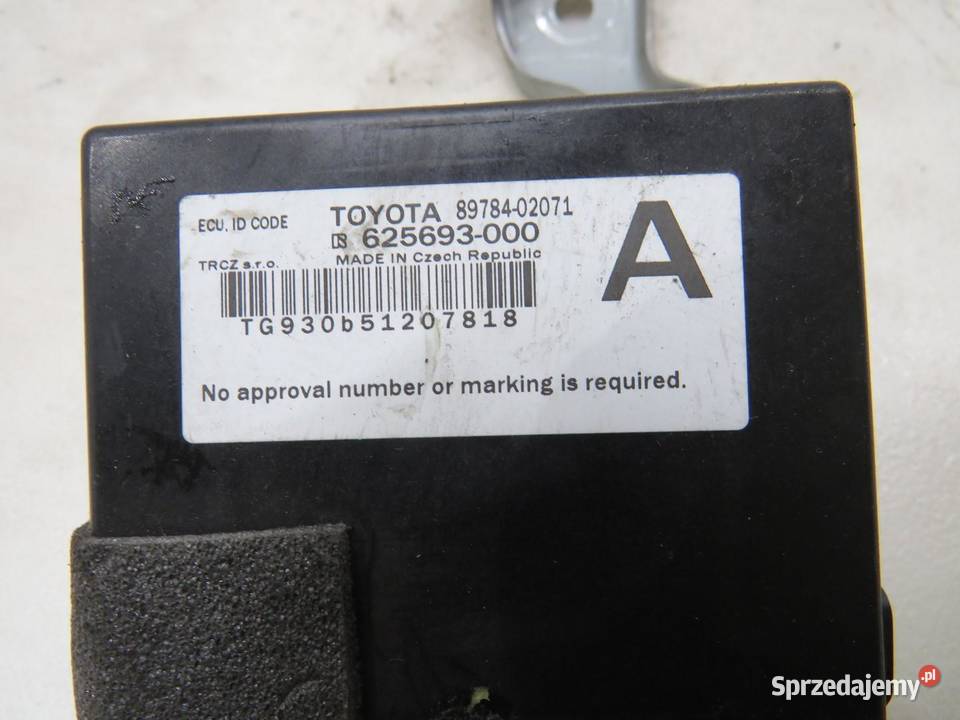 ECU, ID CODE TOYOTA 89784-02071
625693-000
TRCZ s.r.o. MADE IN Czech Republic
A
TG930b51207818
No approval number or marking is required.
Sprzedajemy.pl